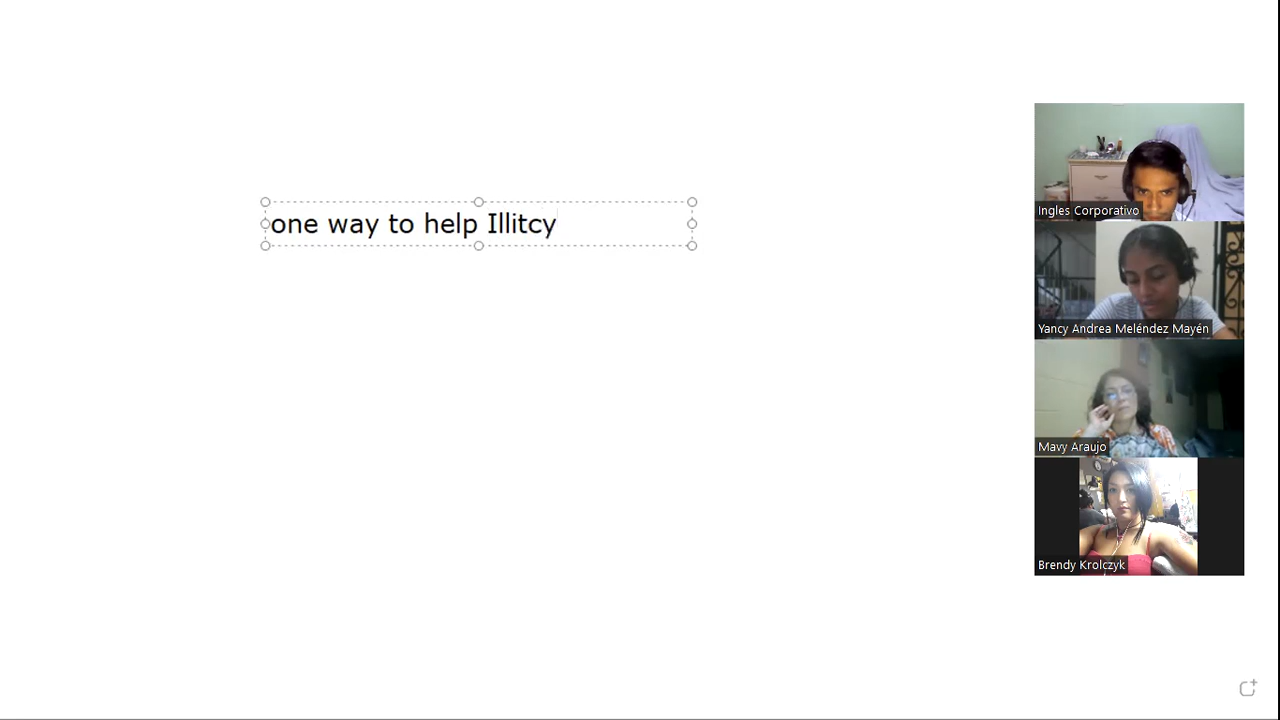 one way to help Illitcy
Ingles Corporativo
Yancy Andrea Meléndez Mayén
Mavy Araujo
Brendy Krolczyk